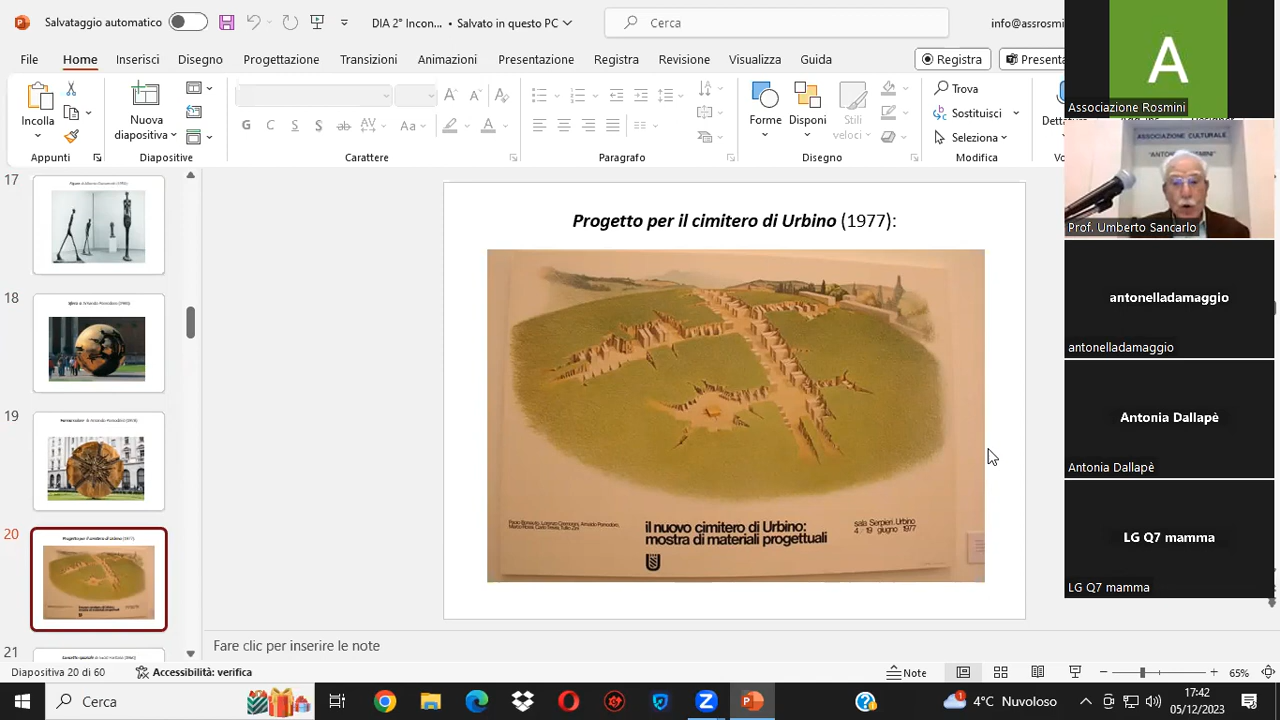 Salvataggio automatico
DIA 2° Incon... • Salvato in questo PC
Cerca
info@assrosmi
File
Home
Inserisci
Disegno
Progettazione
Transizioni
Animazioni
Presentazione
Registra
Revisione
Visualizza
Guida
Registra
Presenta
Incolla
Nuova
diapositiva
Forme
Disponi
Stili
veloci
Trova
Sostituisci
Seleziona
Dettatura
Appunti
Diapositive
Carattere
Paragrafo
Disegno
Modifica
Vo
17
18
19
20
21
Progetto per il cimitero di Urbino (1977):
il nuovo cimitero di Urbino:
mostra di materiali progettuali
sala Serpieri. Urbino
4 - 19 giugno 1977
Fare clic per inserire le note
A
Associazione Rosmini
ASSOCIAZIONE CULTURALE
Prof. Umberto Sancarlo
antonelladamaggio
antonelladamaggio
Antonia Dallapè
Antonia Dallapè
LG Q7 mamma
LG Q7 mamma
Diapositiva 20 di 60
Accessibilità: verifica
Note
65%
Cerca
1
4°C Nuvoloso
17:42
05/12/2023